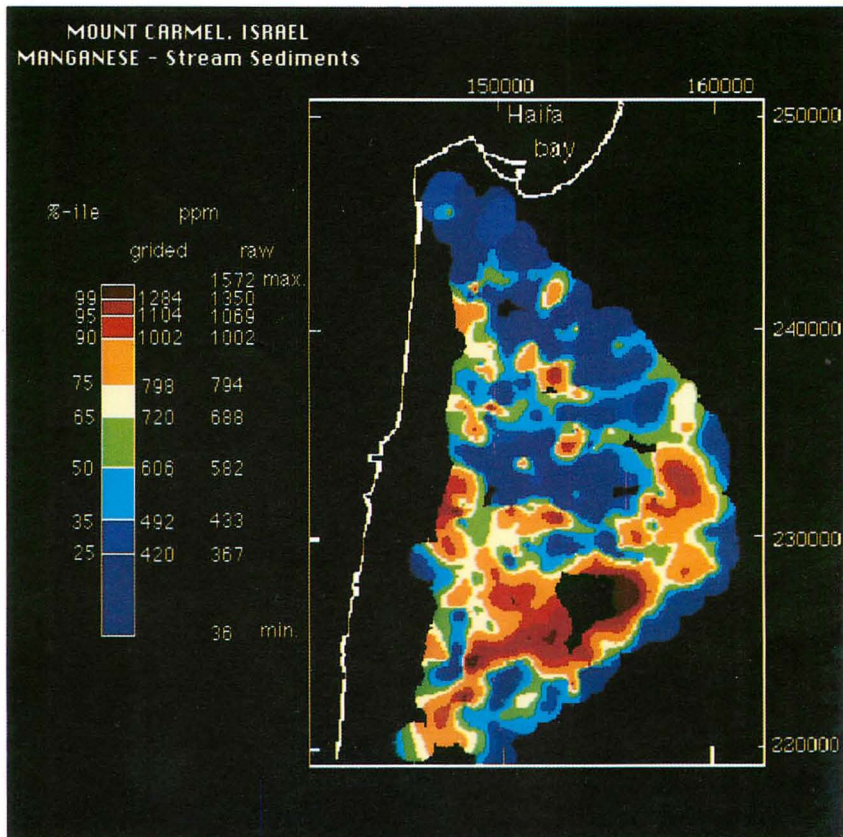 MOUNT CARMEL. ISRAEL
MANGANESE - Stream Sediments
150000 160000
Haifa
bay
250000
240000
230000
220000
%-ile ppm
grided raw
1572 max.
99 1284 1350
95 1104 1069
90 1002 1002
75 798 794
65 720 688
50 606 582
35 492 433
25 420 367
36 min.